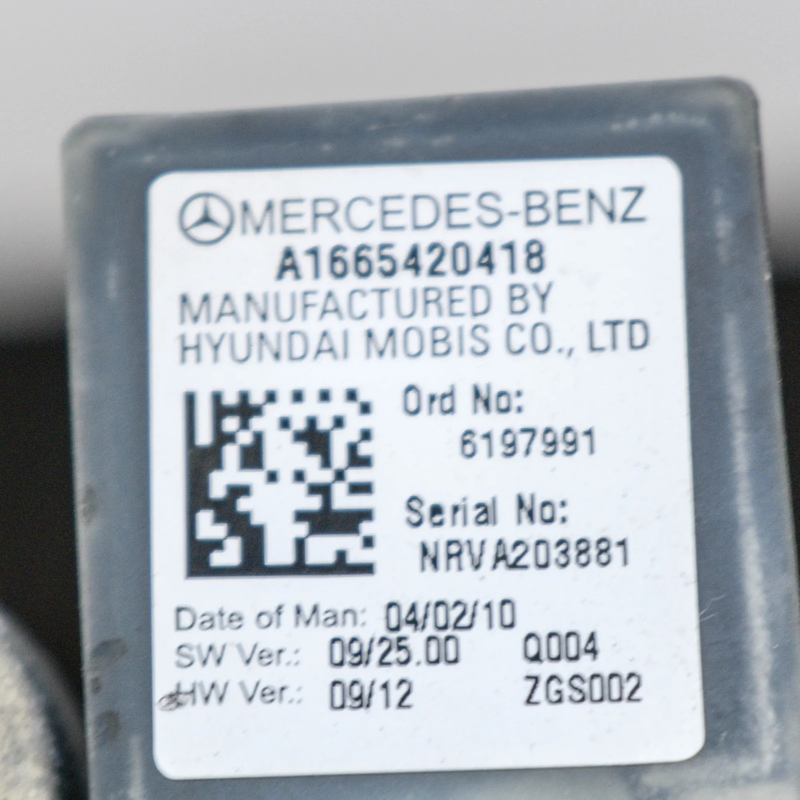 MERCEDES-BENZ
A1665420418
MANUFACTURED BY
HYUNDAI MOBIS CO., LTD
Ord No:
6197991
Serial No:
NRVA203881
Date of Man: 04/02/10
SW Ver.: 09/25.00 Q004
HW Ver.: 09/12 ZGS002